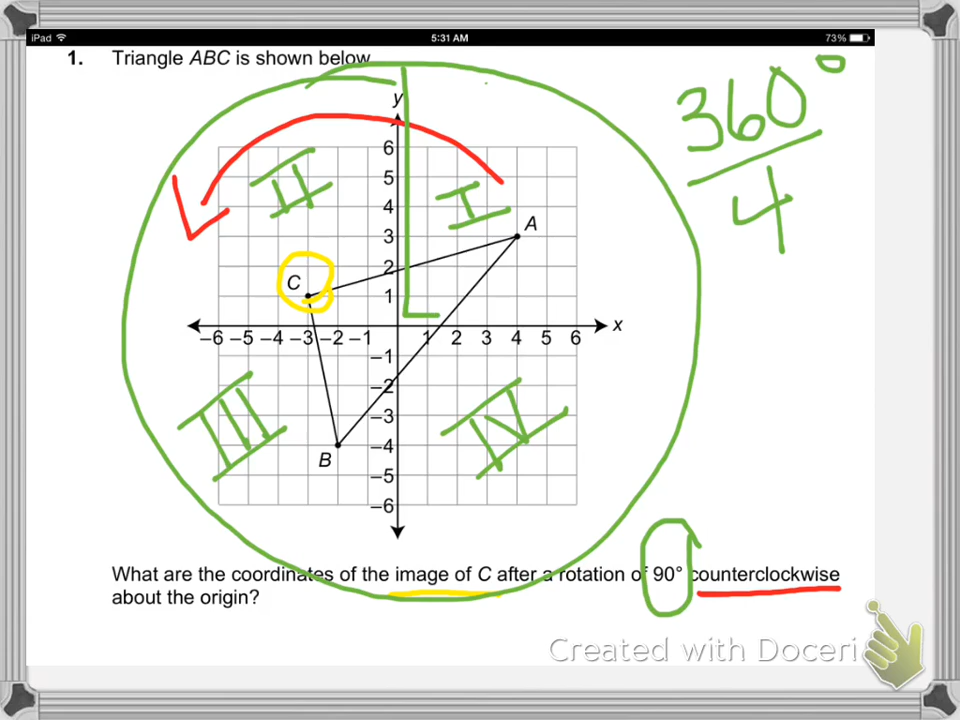 iPad 5:31 AM 73%
1. Triangle ABC is shown below
360°
4
y
6
5
4
3
2
1
II
I
A
C
x
–6 –5 –4 –3 –2 –1 1 2 3 4 5 6
–1
–2
–3
–4
–5
–6
III
IV
B
What are the coordinates of the image of C after a rotation of 90° counterclockwise
about the origin?
Created with Doceri